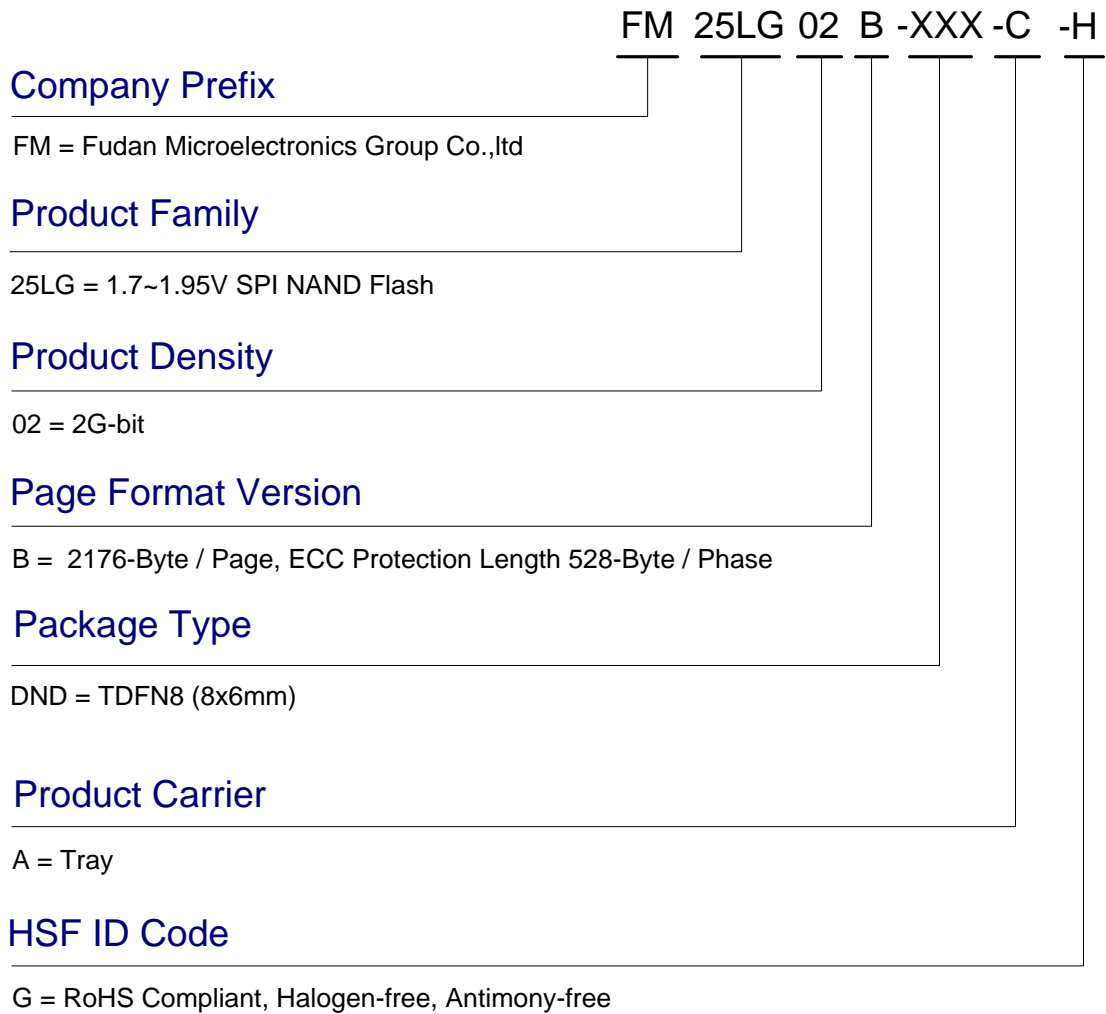 FM 25LG 02 B -XXX -C -H
Company Prefix
FM = Fudan Microelectronics Group Co.,ltd
Product Family
25LG = 1.7~1.95V SPI NAND Flash
Product Density
02 = 2G-bit
Page Format Version
B = 2176-Byte / Page, ECC Protection Length 528-Byte / Phase
Package Type
DND = TDFN8 (8x6mm)
Product Carrier
A = Tray
HSF ID Code
G = RoHS Compliant, Halogen-free, Antimony-free